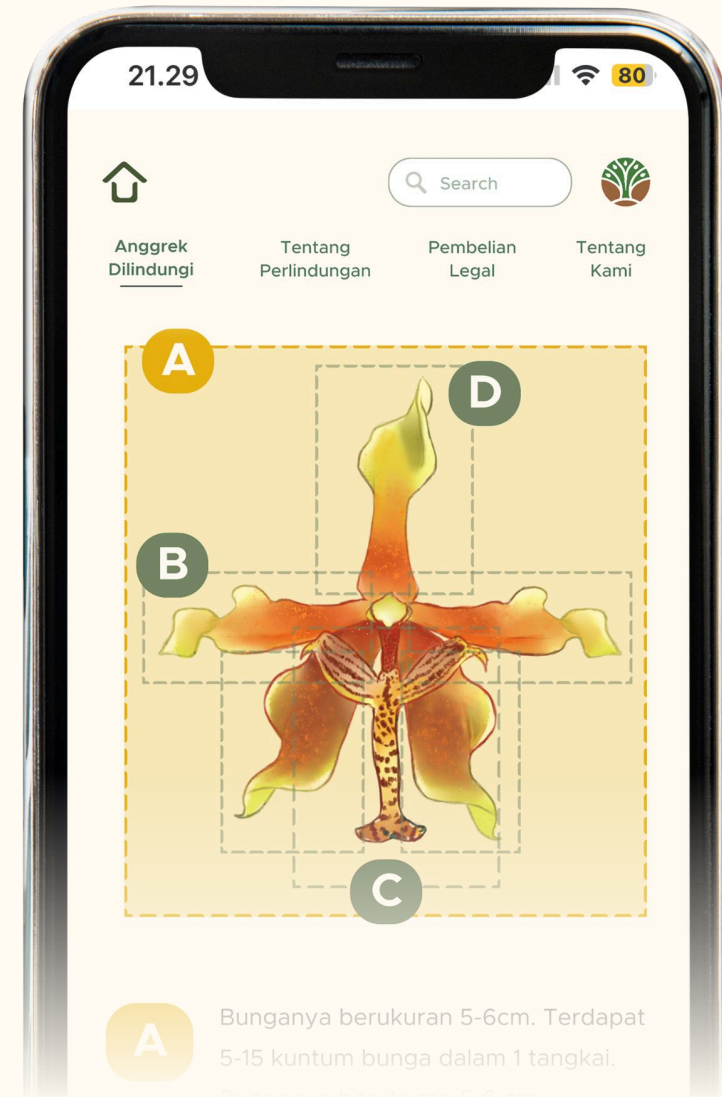 21.29
80
Search
Anggrek Dilindungi
Tentang Perlindungan
Pembelian Legal
Tentang Kami
A
D
B
C
A
Bunganya berukuran 5-6cm. Terdapat
5-15 kuntum bunga dalam 1 tangkai.